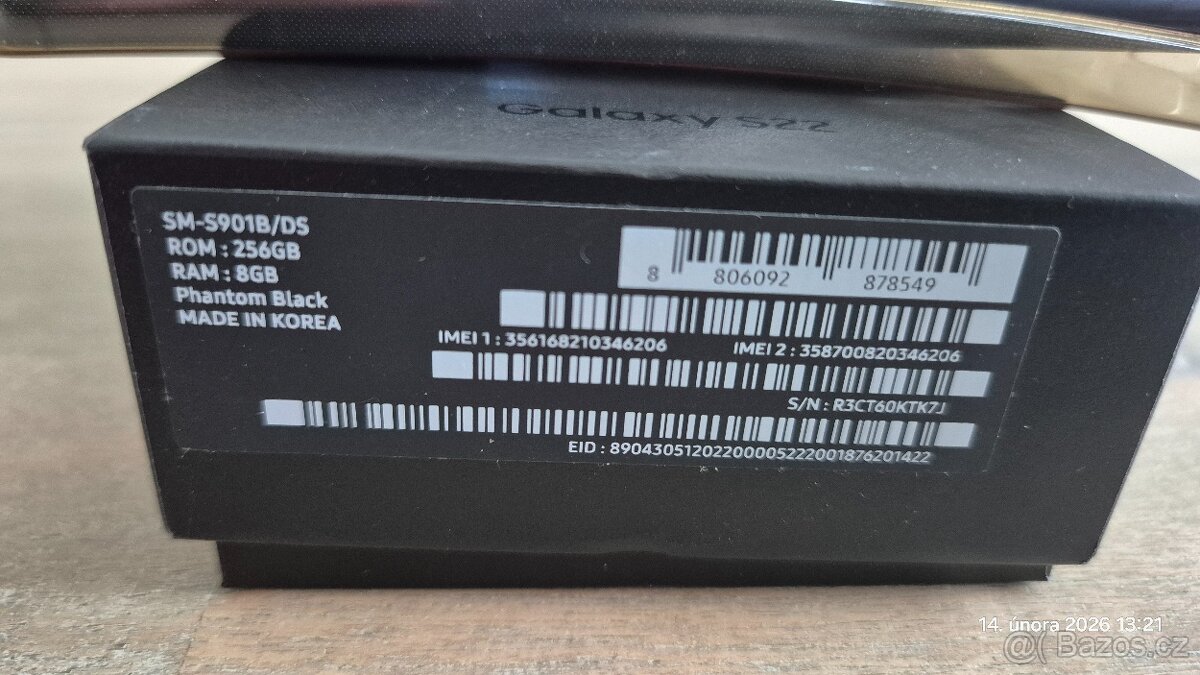 Galaxy S22
SM-S901B/DS
ROM : 256GB
RAM : 8GB
Phantom Black
MADE IN KOREA
8 806092 878549
IMEI 1 : 356168210346206 IMEI 2 : 358700820346206
S/N : R3CT60KTK7J
EID : 89043051202200005222001876201422
14. února 2026 13:21
@( Bazos.cz